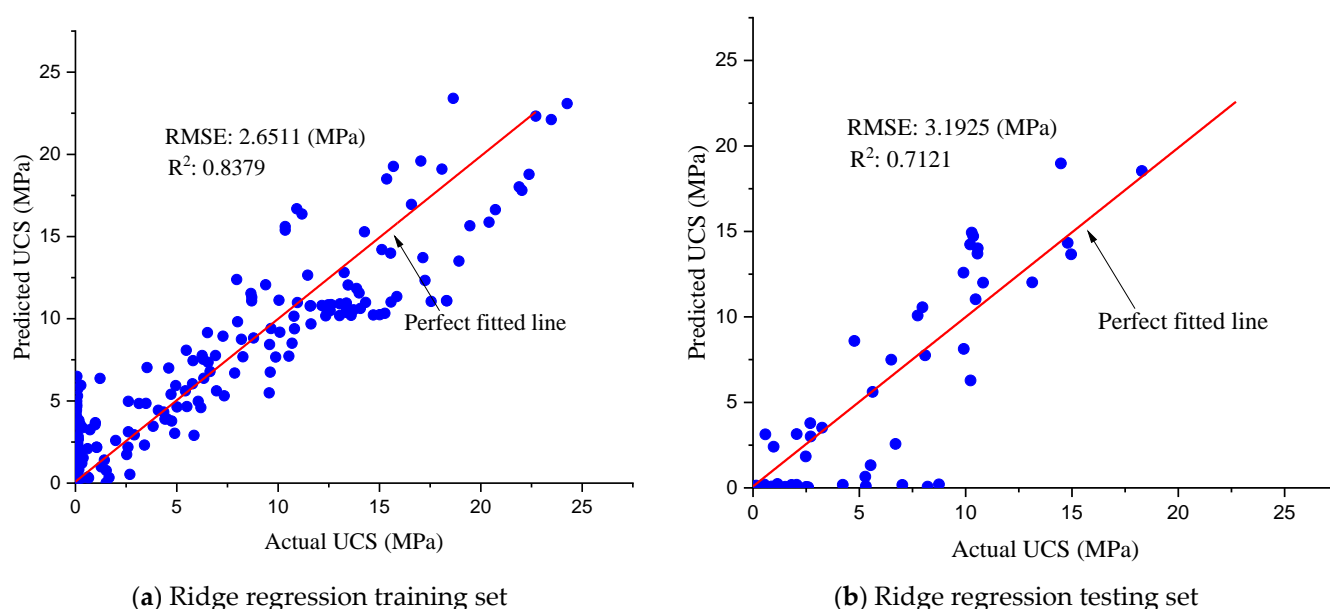 25
20
15
10
5
0
Predicted UCS (MPa)
RMSE: 2.6511 (MPa)
R²: 0.8379
Perfect fitted line
0 5 10 15 20 25
Actual UCS (MPa)
(a) Ridge regression training set
25
20
15
10
5
0
Predicted UCS (MPa)
RMSE: 3.1925 (MPa)
R²: 0.7121
Perfect fitted line
0 5 10 15 20 25
Actual UCS (MPa)
(b) Ridge regression testing set